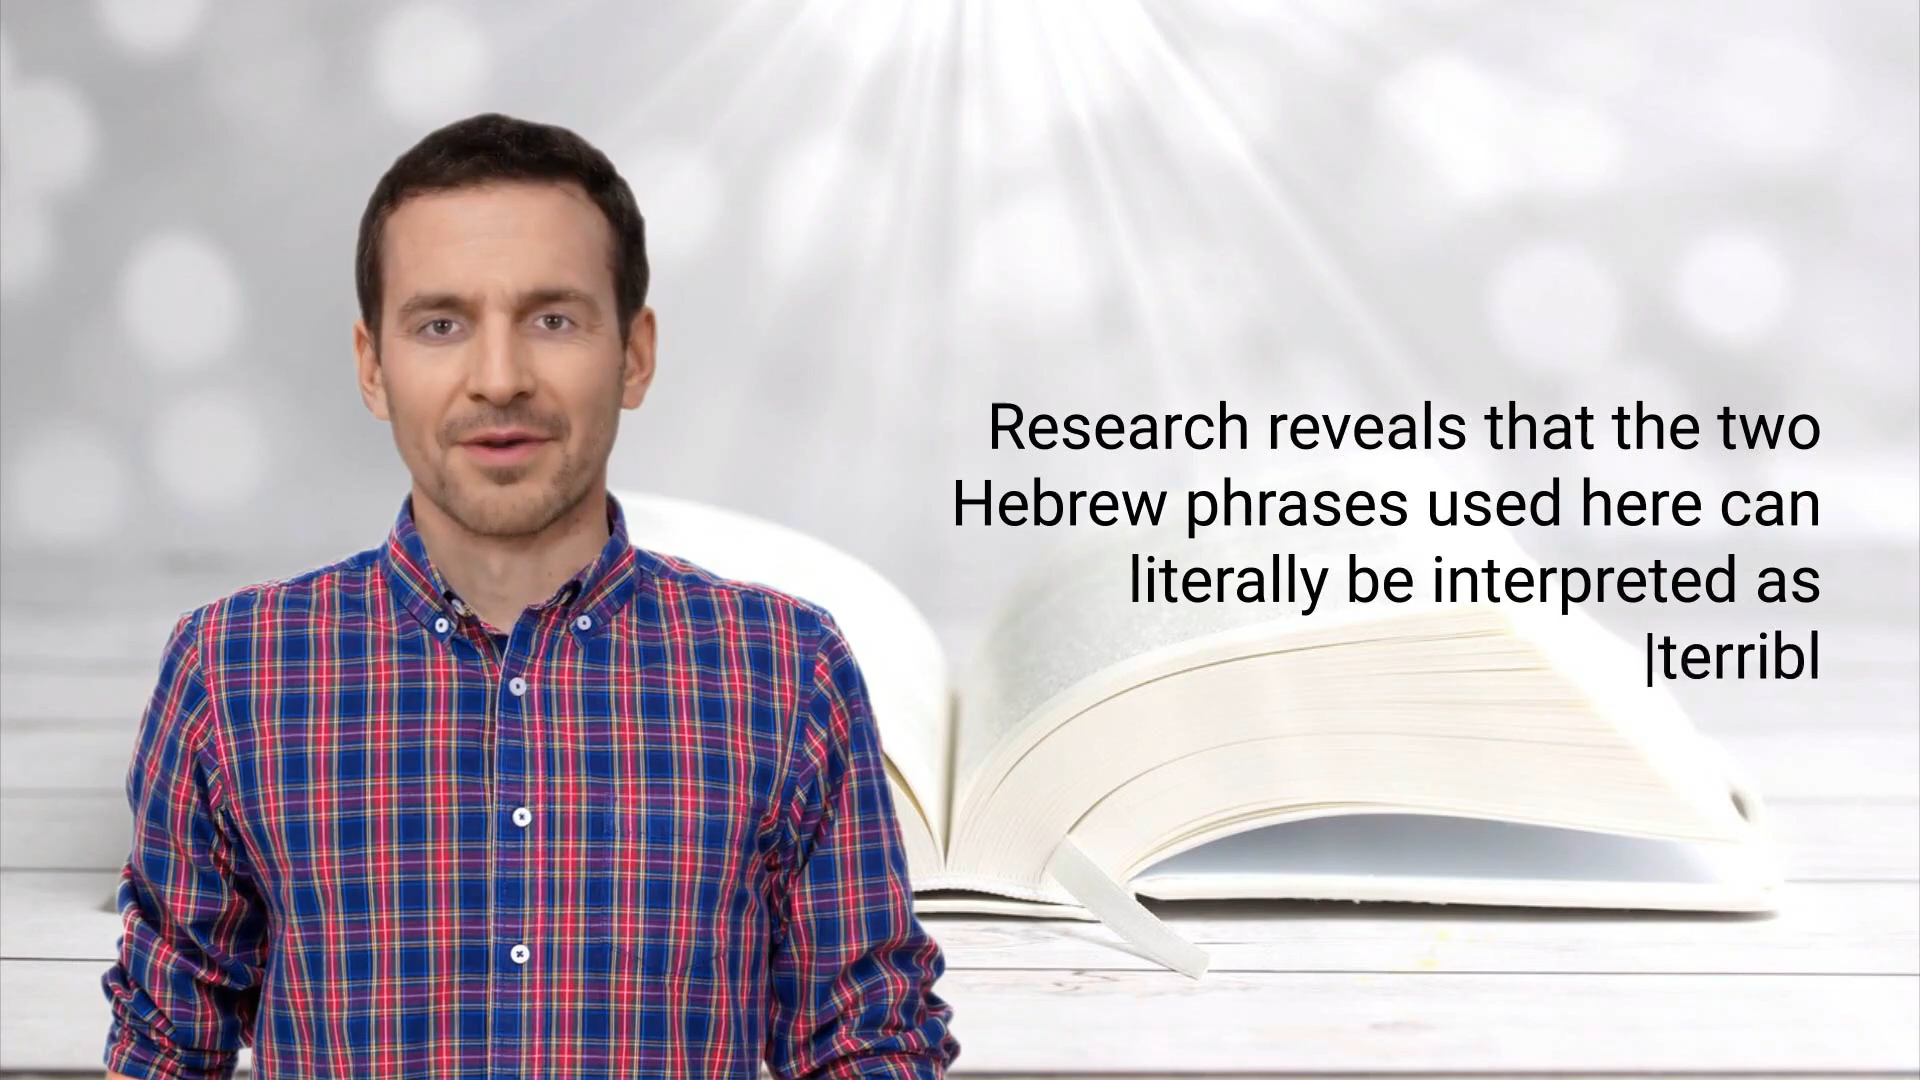 Research reveals that the two
Hebrew phrases used here can
literally be interpreted as
|terribl